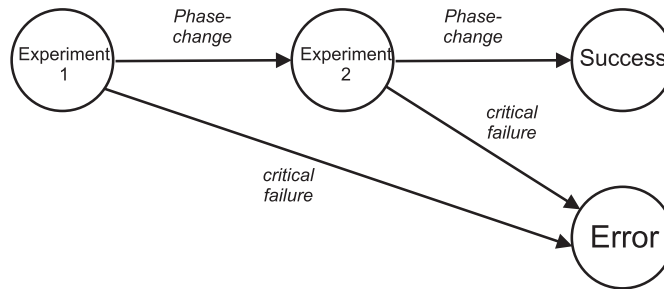 Phase-
change
Phase-
change
Experiment
1
Experiment
2
Success
critical
failure
critical
failure
Error